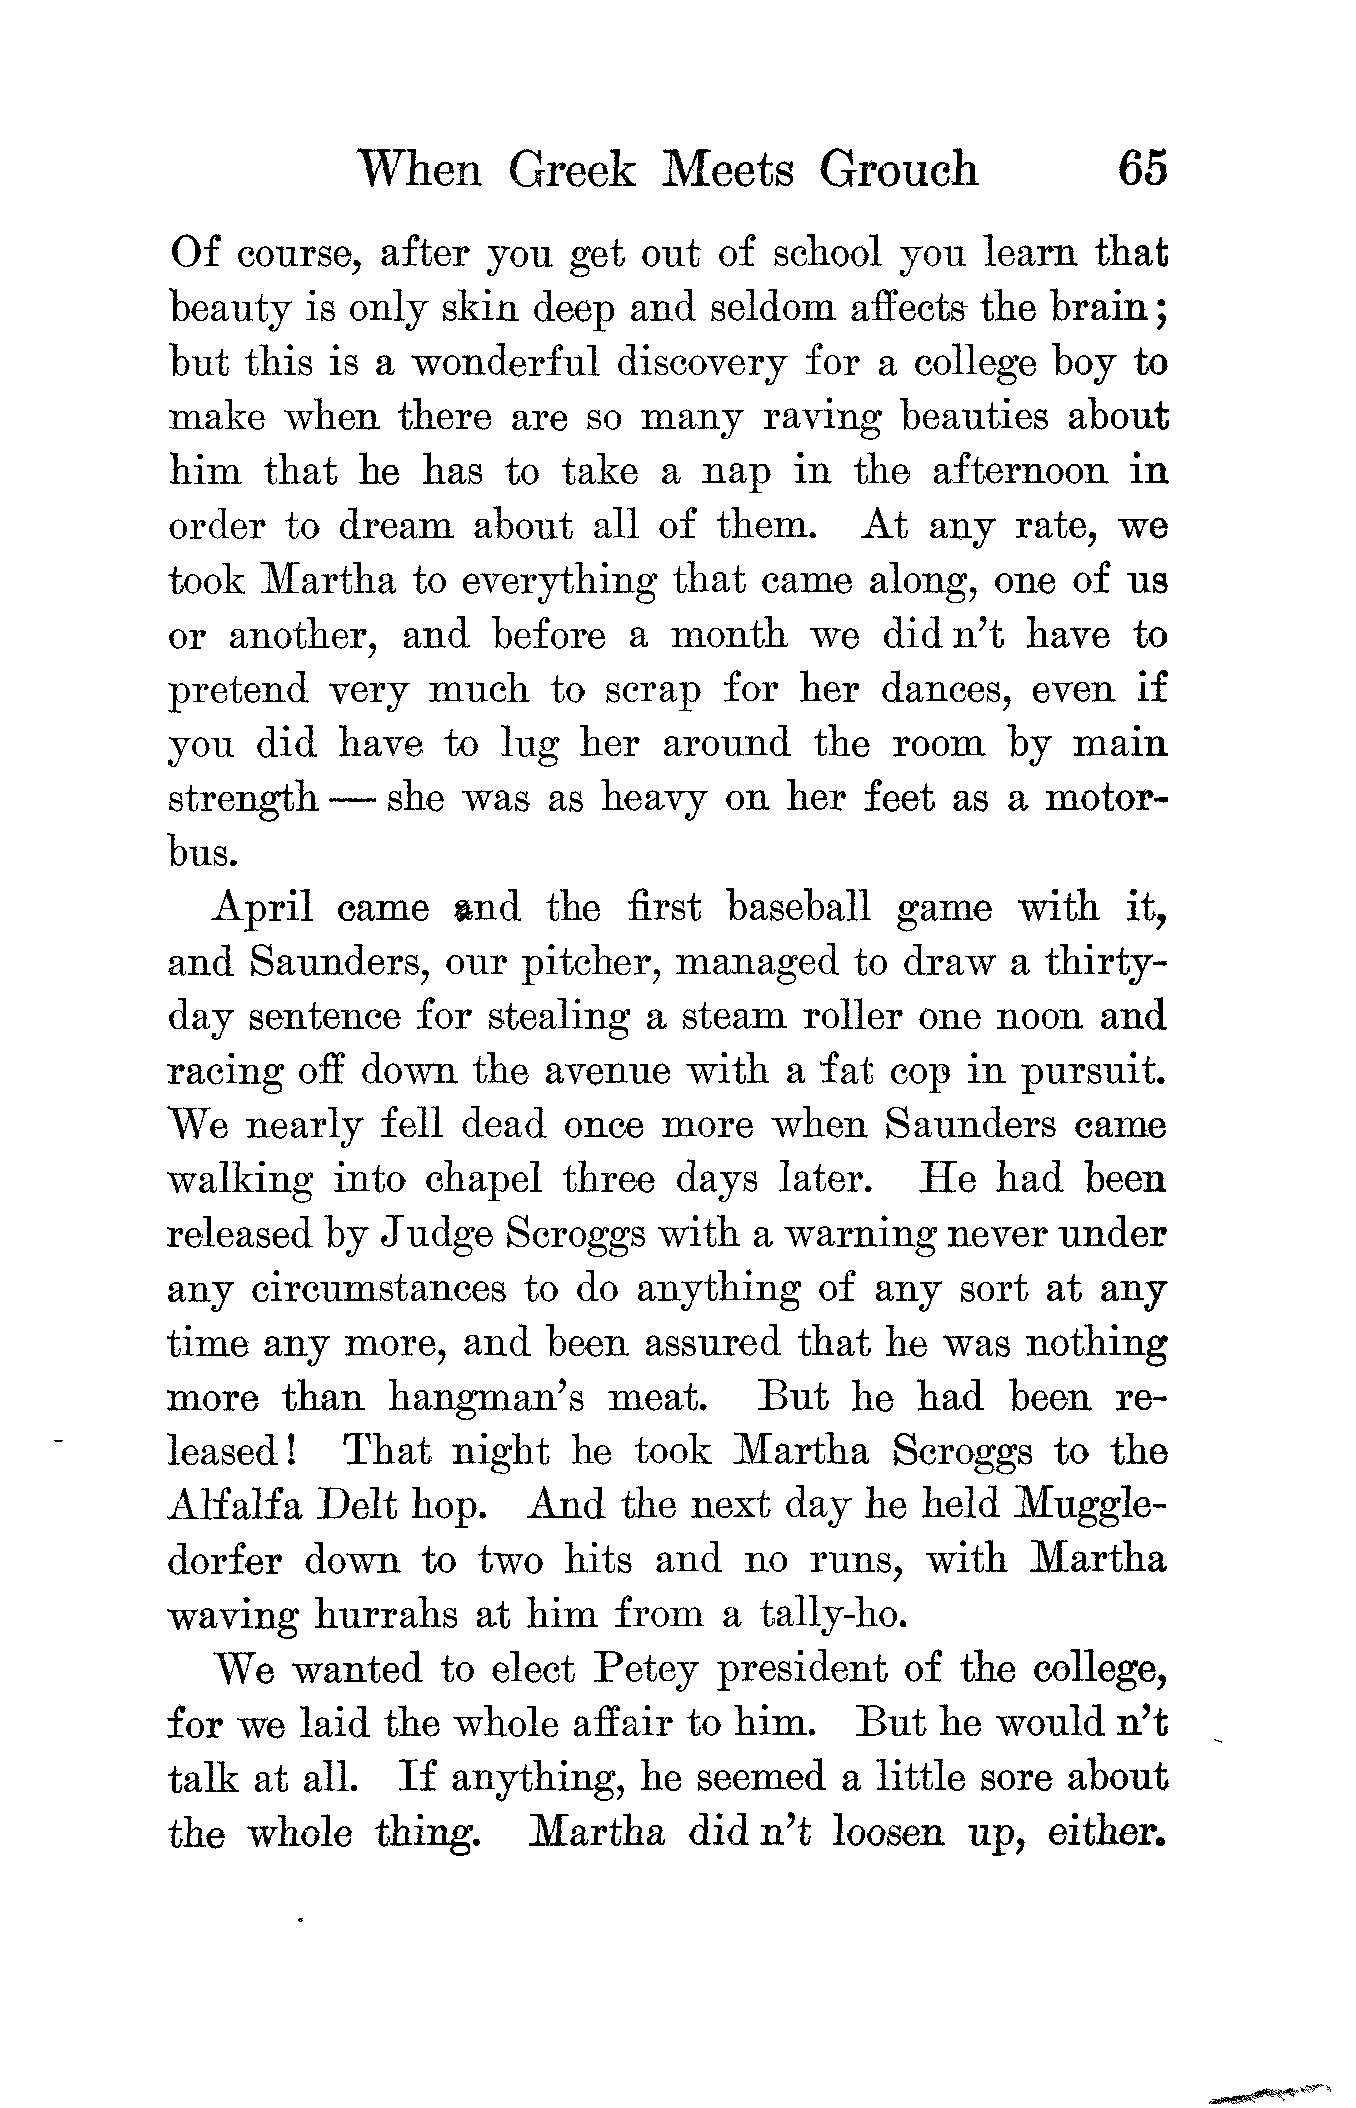 When Greek Meets Grouch 65
Of course, after you get out of school you learn that
beauty is only skin deep and seldom affects the brain;
but this is a wonderful discovery for a college boy to
make when there are so many raving beauties about
him that he has to take a nap in the afternoon in
order to dream about all of them. At any rate, we
took Martha to everything that came along, one of us
or another, and before a month we did n't have to
pretend very much to scrap for her dances, even if
you did have to lug her around the room by main
strength — she was as heavy on her feet as a motor-
bus.
April came and the first baseball game with it,
and Saunders, our pitcher, managed to draw a thirty-
day sentence for stealing a steam roller one noon and
racing off down the avenue with a fat cop in pursuit.
We nearly fell dead once more when Saunders came
walking into chapel three days later. He had been
released by Judge Scroggs with a warning never under
any circumstances to do anything of any sort at any
time any more, and been assured that he was nothing
more than hangman's meat. But he had been re-
leased! That night he took Martha Scroggs to the
Alfalfa Delt hop. And the next day he held Muggle-
dorfer down to two hits and no runs, with Martha
waving hurrahs at him from a tally-ho.
We wanted to elect Petey president of the college,
for we laid the whole affair to him. But he would n't
talk at all. If anything, he seemed a little sore about
the whole thing. Martha did n't loosen up, either.